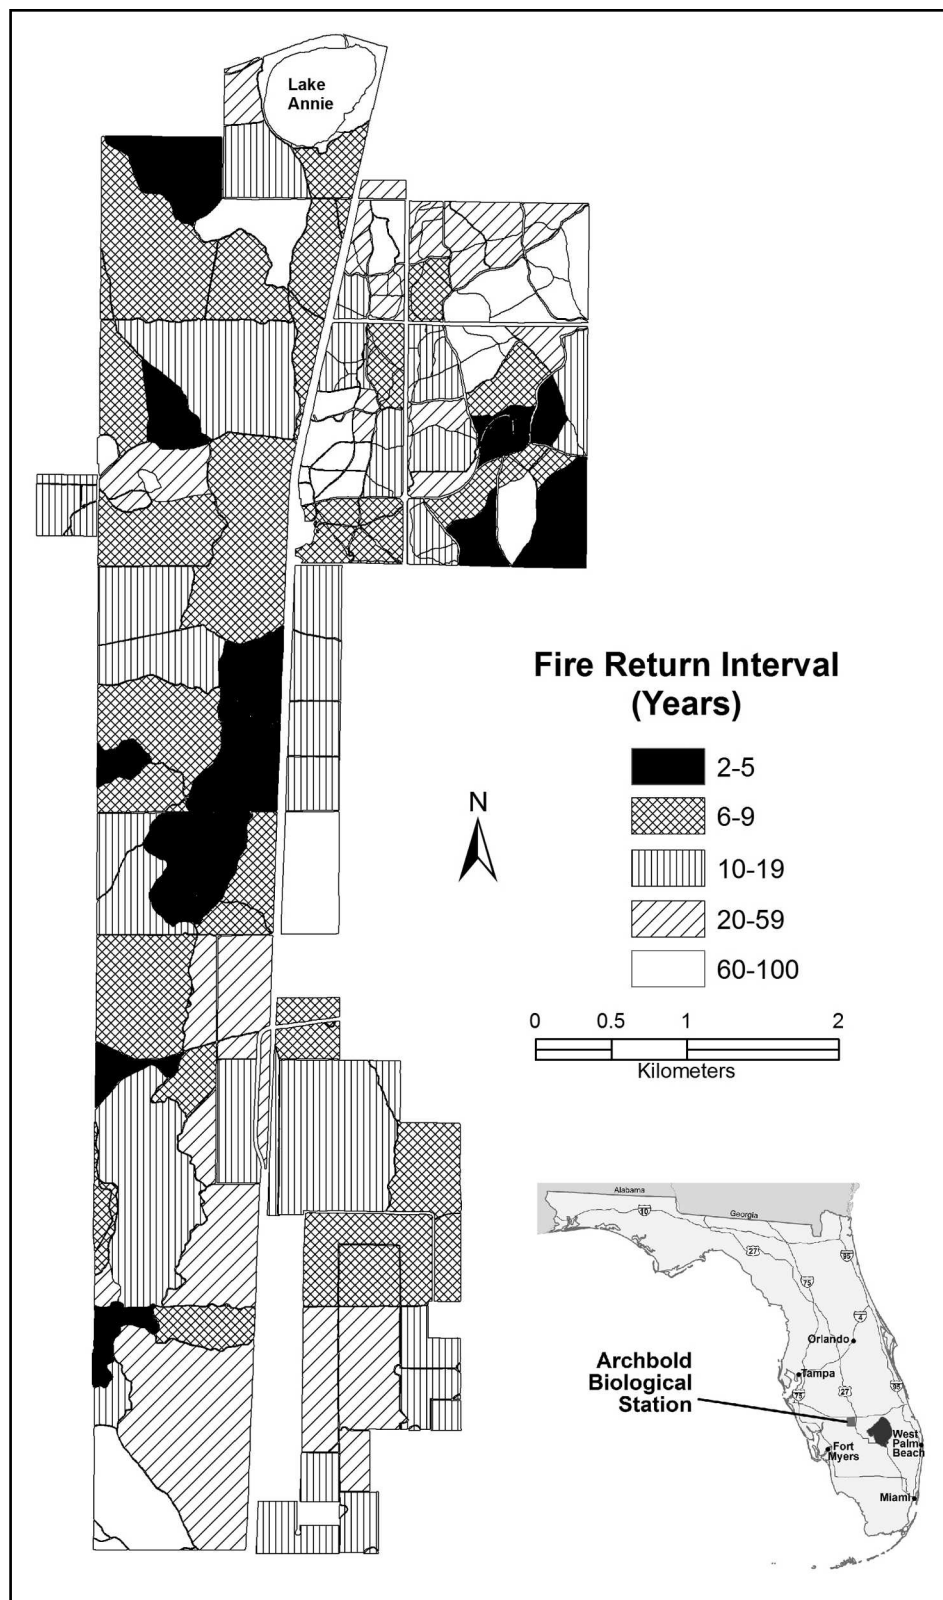 Lake
Annie
Fire Return Interval
(Years)
2-5
6-9
10-19
20-59
60-100
N
0 0.5 1 2
Kilometers
Alabama
Georgia
10
27
95
75
4
Orlando
Archbold
Biological
Station
Tampa
75
27
95
West
Palm
Beach
Fort
Myers
Miami